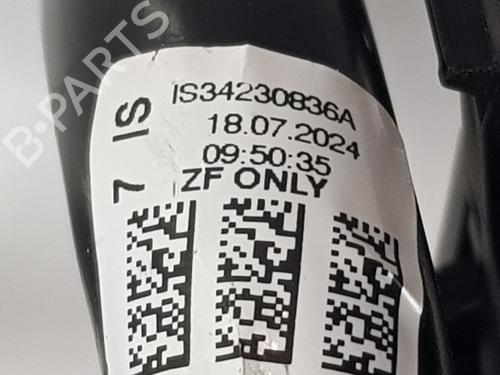 B-PARTS
7 IS
IS34230836A
18.07.2024
09:50:35
ZF ONLY